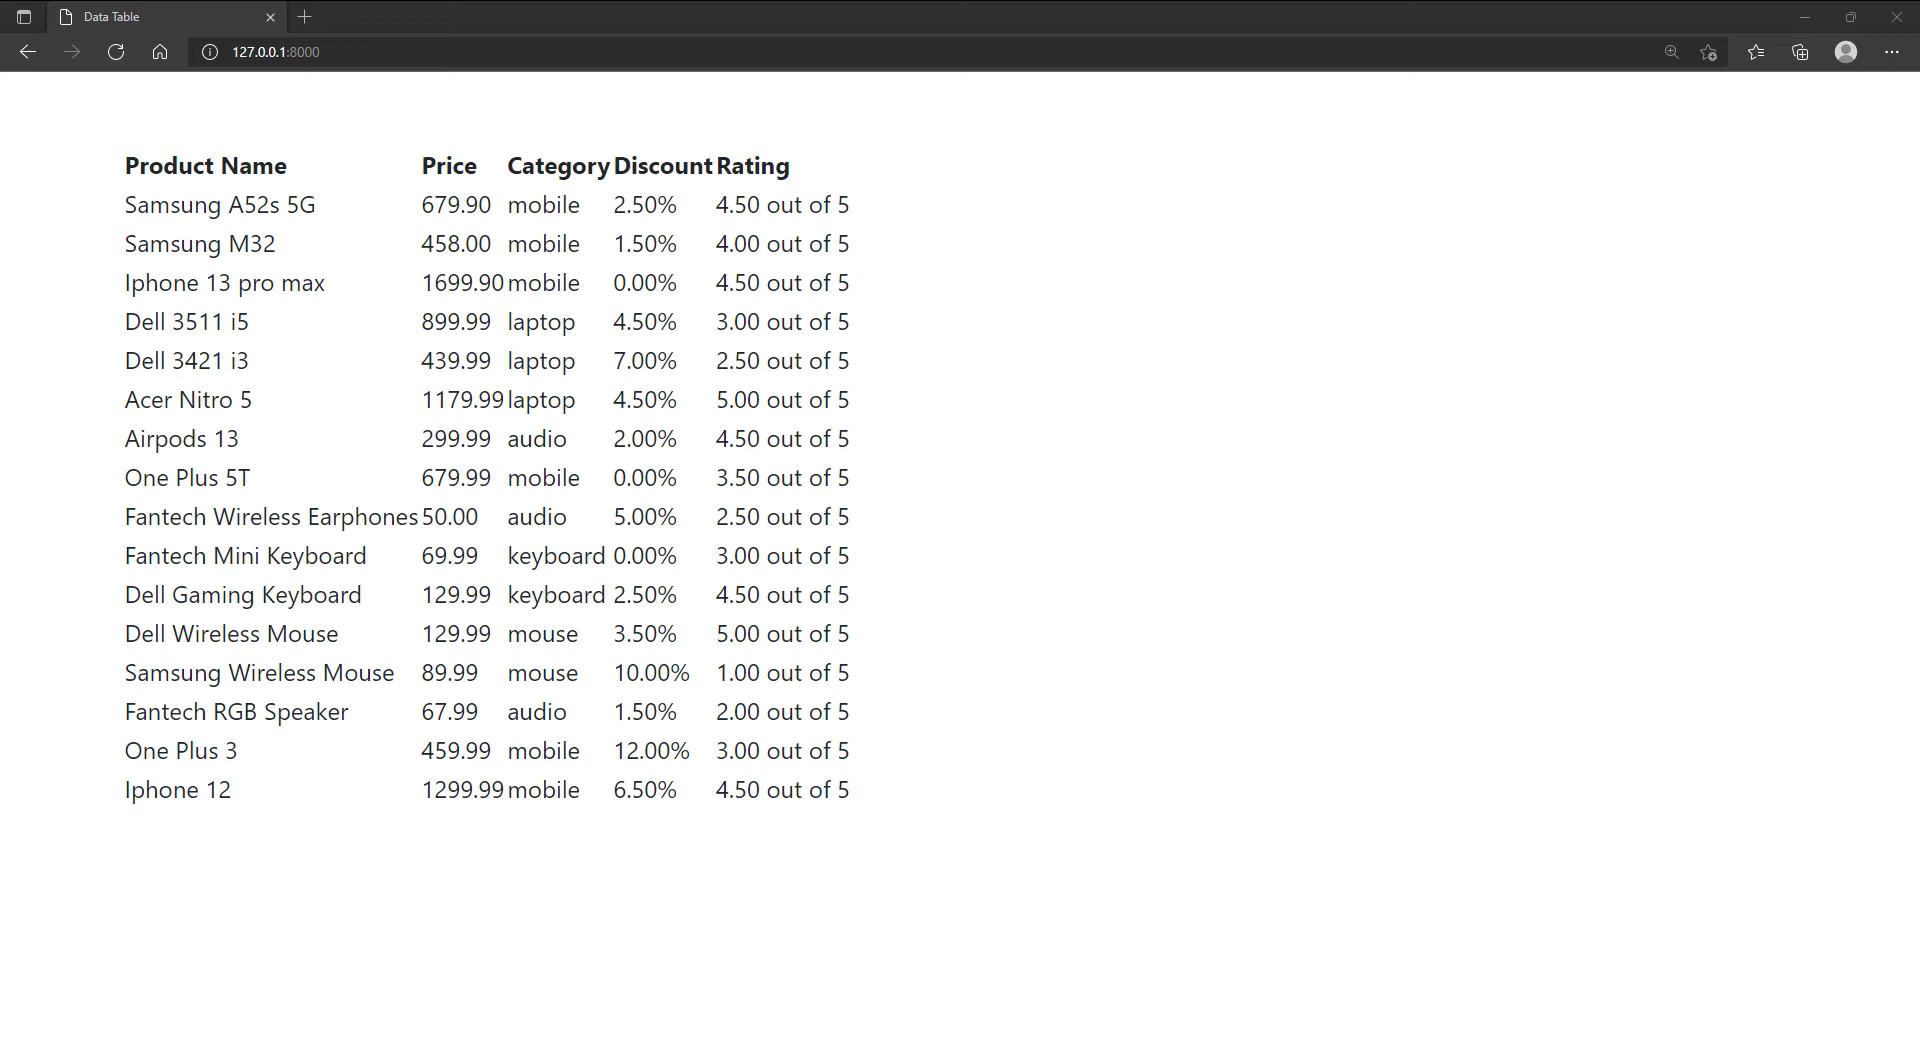 Data Table
127.0.0.1:8000
Product Name Price Category Discount Rating
Samsung A52s 5G 679.90 mobile 2.50% 4.50 out of 5
Samsung M32 458.00 mobile 1.50% 4.00 out of 5
Iphone 13 pro max 1699.90 mobile 0.00% 4.50 out of 5
Dell 3511 i5 899.99 laptop 4.50% 3.00 out of 5
Dell 3421 i3 439.99 laptop 7.00% 2.50 out of 5
Acer Nitro 5 1179.99 laptop 4.50% 5.00 out of 5
Airpods 13 299.99 audio 2.00% 4.50 out of 5
One Plus 5T 679.99 mobile 0.00% 3.50 out of 5
Fantech Wireless Earphones 50.00 audio 5.00% 2.50 out of 5
Fantech Mini Keyboard 69.99 keyboard 0.00% 3.00 out of 5
Dell Gaming Keyboard 129.99 keyboard 2.50% 4.50 out of 5
Dell Wireless Mouse 129.99 mouse 3.50% 5.00 out of 5
Samsung Wireless Mouse 89.99 mouse 10.00% 1.00 out of 5
Fantech RGB Speaker 67.99 audio 1.50% 2.00 out of 5
One Plus 3 459.99 mobile 12.00% 3.00 out of 5
Iphone 12 1299.99 mobile 6.50% 4.50 out of 5